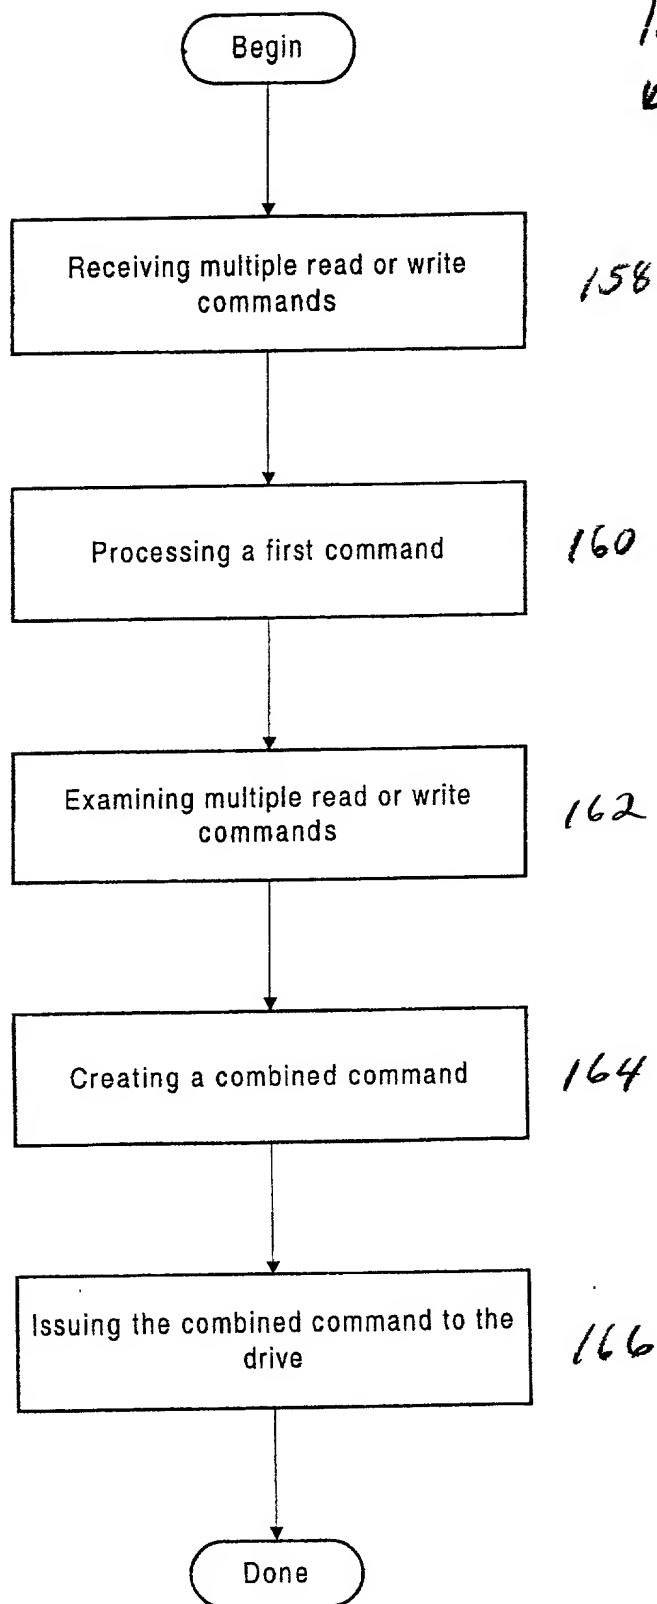 Begin
Receiving multiple read or write
commands
158
Processing a first command
160
Examining multiple read or write
commands
162
Creating a combined command
164
Issuing the combined command to the
drive
166
Done